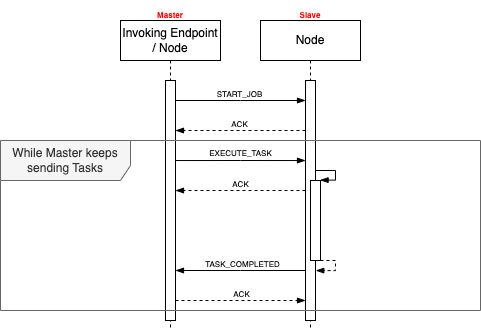 Master
Slave
Invoking Endpoint
/ Node
Node
START_JOB
ACK
While Master keeps
sending Tasks
EXECUTE_TASK
ACK
TASK_COMPLETED
ACK